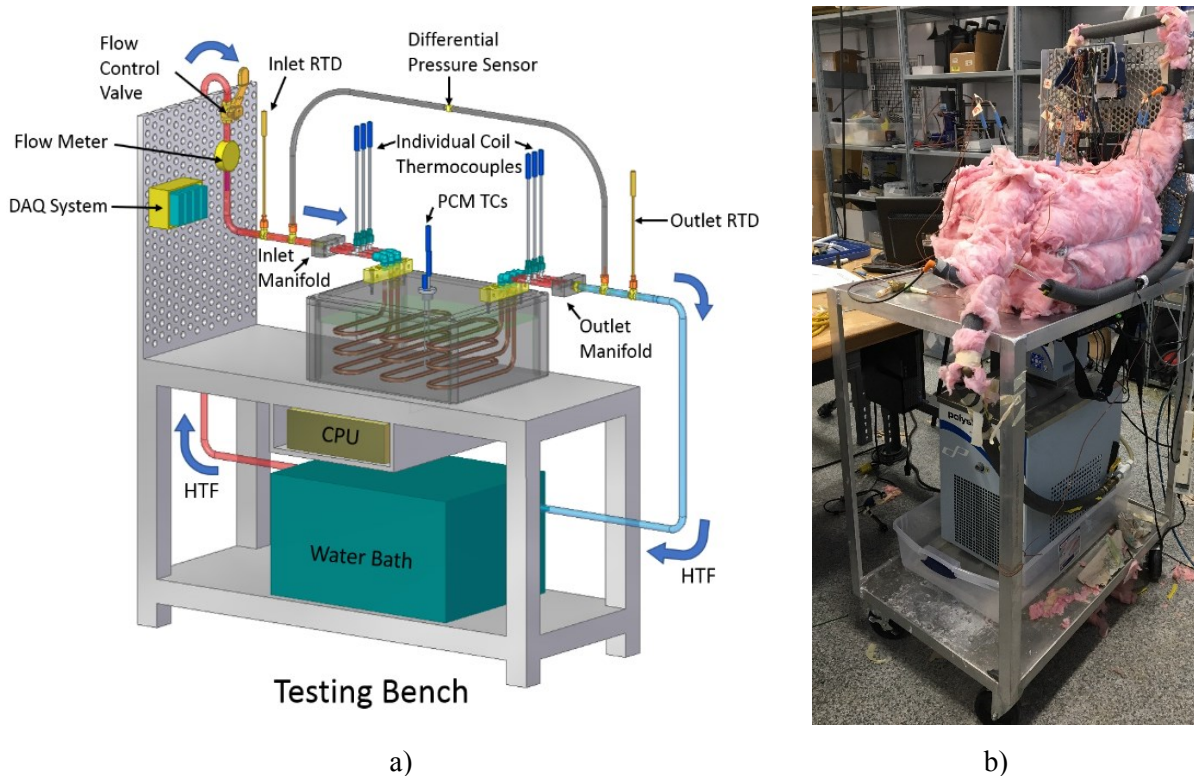 Flow
Control
Valve
Inlet RTD
Differential
Pressure Sensor
Flow Meter
Individual Coil
Thermocouples
DAQ System
PCM TCs
Outlet RTD
Inlet
Manifold
Outlet
Manifold
CPU
HTF
Water Bath
HTF
Testing Bench
polys
a)
b)